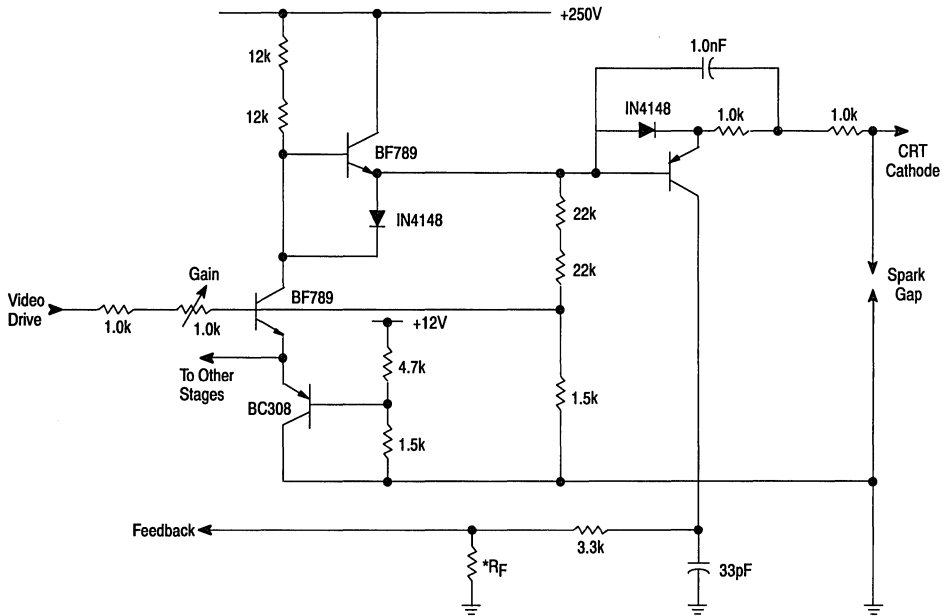 +250V
12k
1.0nF
12k
IN4148
1.0k
1.0k
BF789
CRT
Cathode
IN4148
22k
22k
Gain
Spark
Gap
BF789
Video
Drive
1.0k
1.0k
+12V
To Other
Stages
4.7k
BC308
1.5k
1.5k
Feedback
3.3k
*RF
33pF